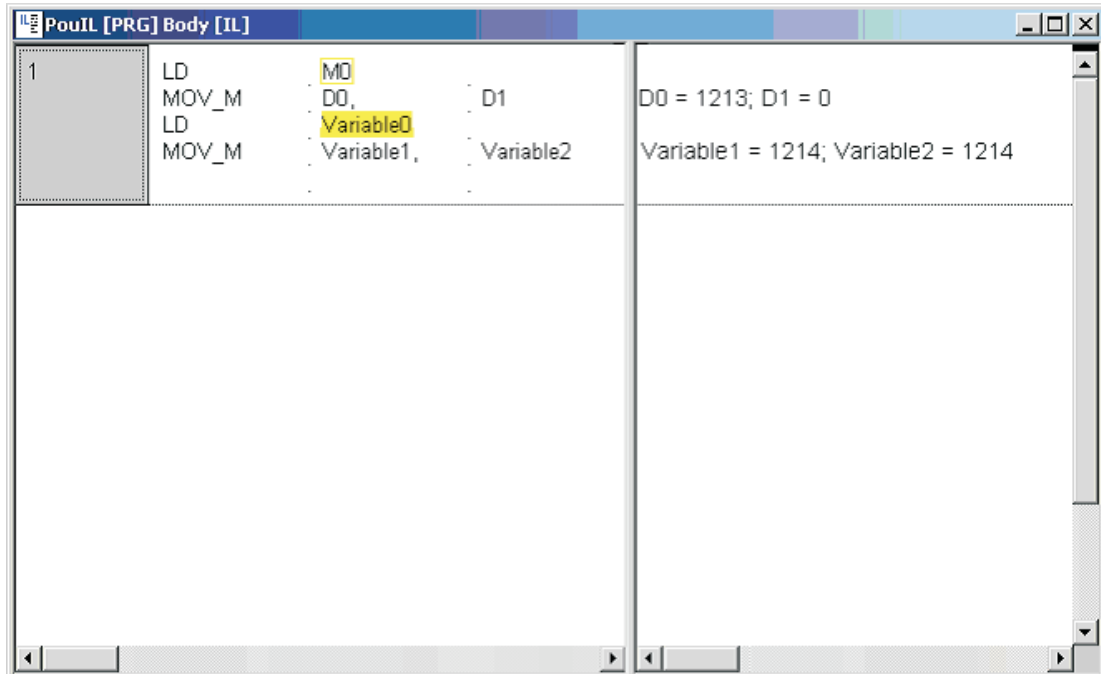 PouIL [PRG] Body [IL]
1 LD M0
MOV_M D0, D1 D0 = 1213; D1 = 0
LD Variable0
MOV_M Variable1, Variable2 Variable1 = 1214; Variable2 = 1214